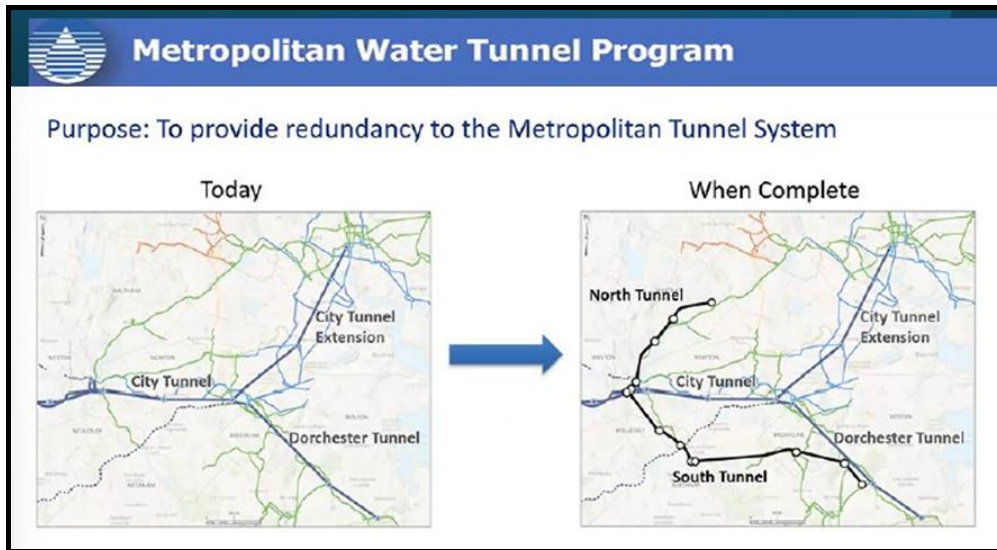 Metropolitan Water Tunnel Program
Purpose: To provide redundancy to the Metropolitan Tunnel System
Today
City Tunnel
Extension
City Tunnel
Dorchester Tunnel
When Complete
North Tunnel
City Tunnel
Extension
City Tunnel
Dorchester Tunnel
South Tunnel